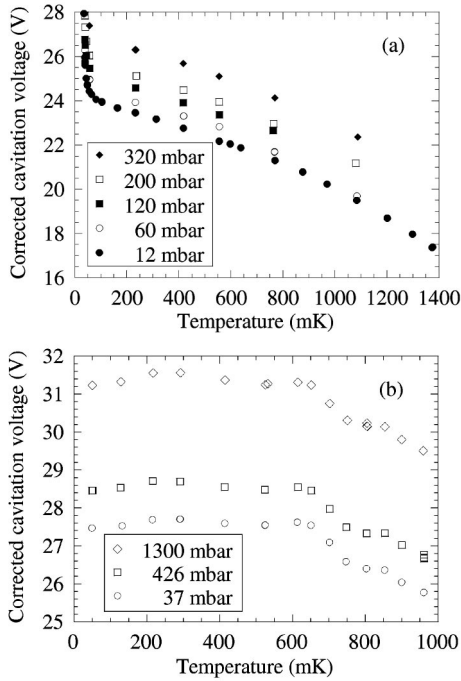 28
26
24
22
20
18
16
Corrected cavitation voltage (V)
(a)
320 mbar
200 mbar
120 mbar
60 mbar
12 mbar
0 200 400 600 800 1000 1200 1400
Temperature (mK)
32
31
30
29
28
27
26
25
Corrected cavitation voltage (V)
(b)
1300 mbar
426 mbar
37 mbar
0 200 400 600 800 1000
Temperature (mK)